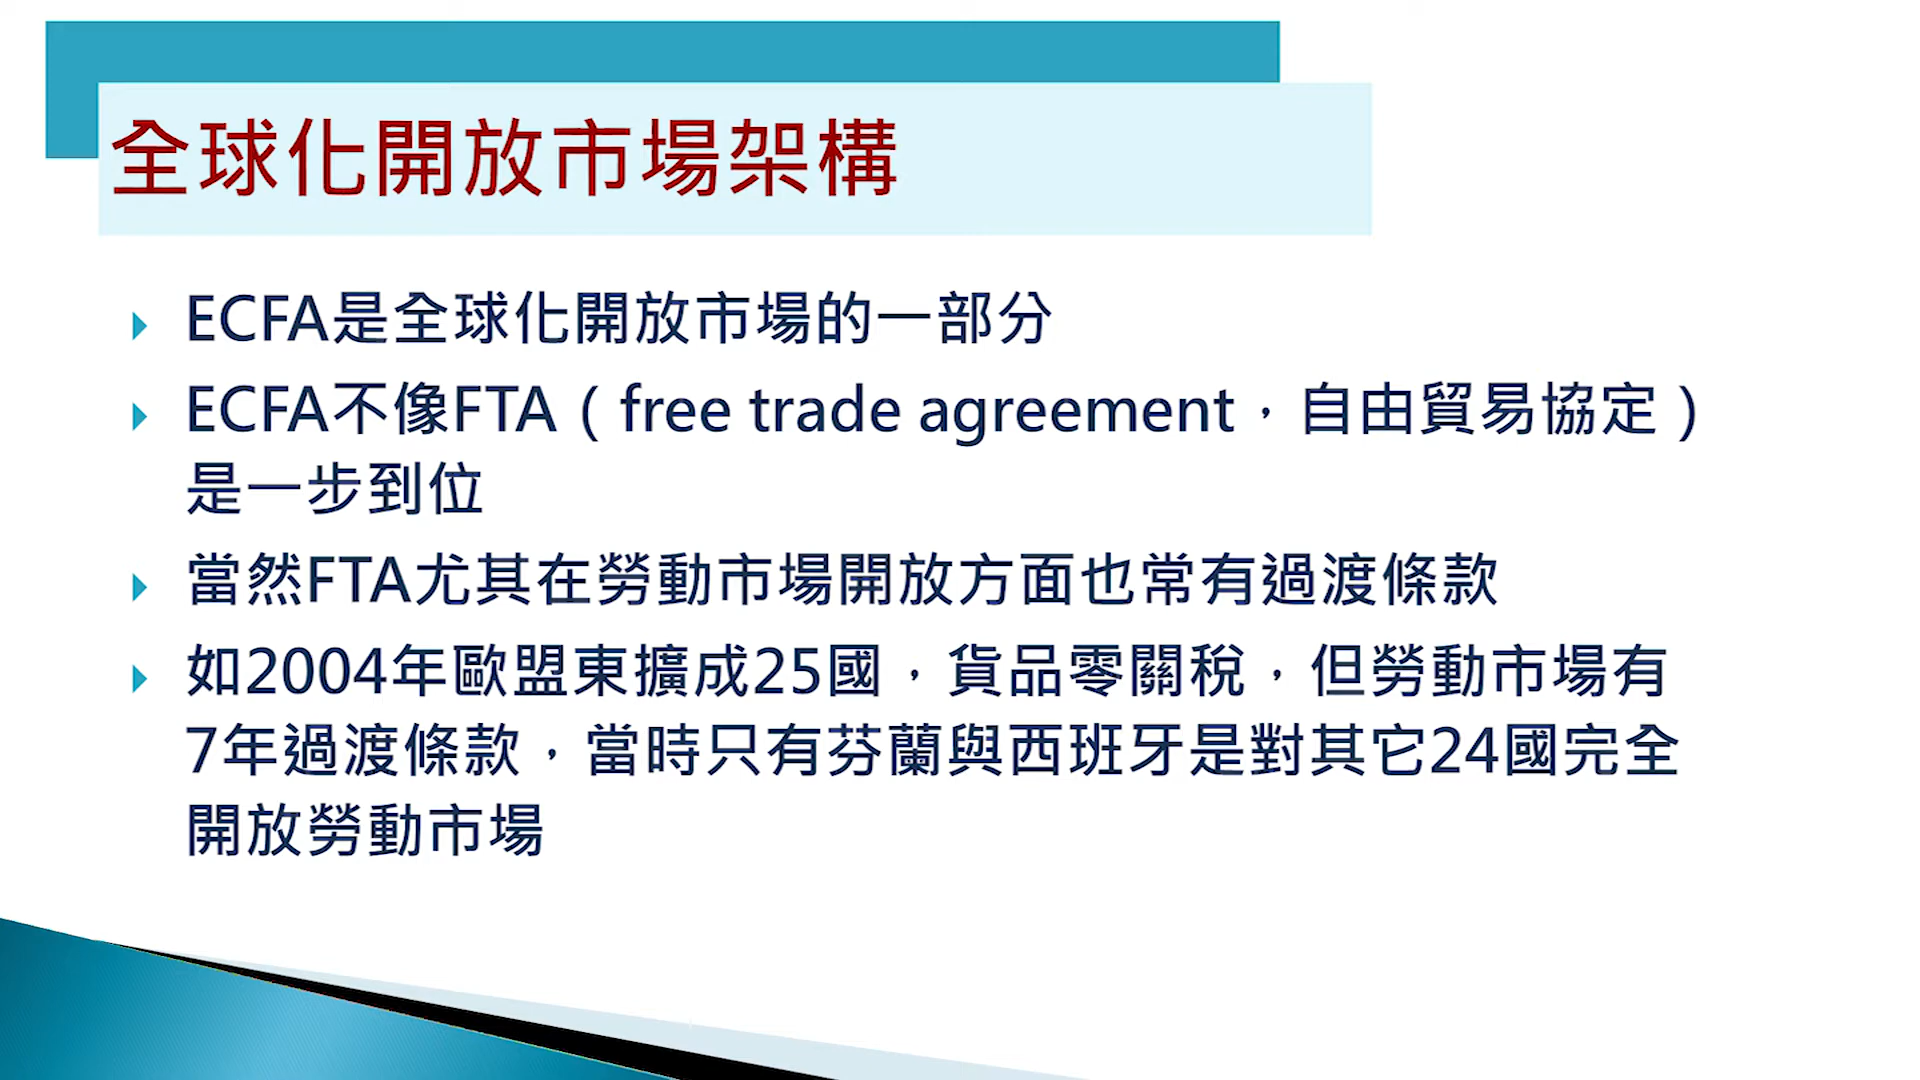 全球化開放市場架構
ECFA是全球化開放市場的一部分
ECFA不像FTA（free trade agreement，自由貿易協定）
是一步到位
當然FTA尤其在勞動市場開放方面也常有過渡條款
如2004年歐盟東擴成25國，貨品零關稅，但勞動市場有
7年過渡條款，當時只有芬蘭與西班牙是對其它24國完全
開放勞動市場